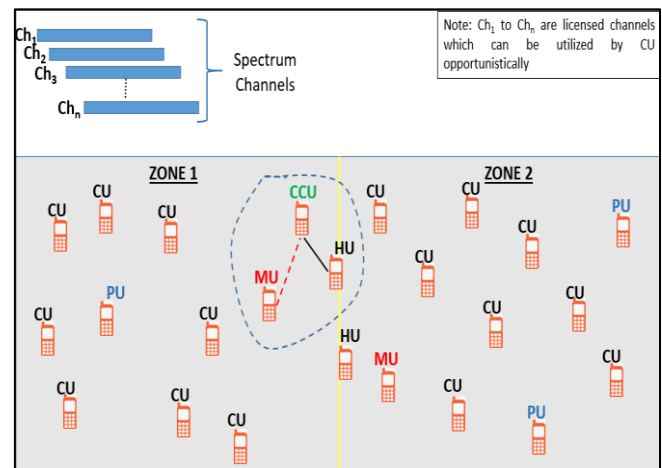 Ch1
Ch2
Ch3
Chn
Spectrum
Channels
Note: Ch1 to Chn are licensed channels
which can be utilized by CU
opportunistically
ZONE 1
ZONE 2
CU
CU
CU
CCU
CU
CU
PU
CU
HU
CU
MU
PU
CU
CU
CU
CU
HU
MU
CU
CU
CU
CU
CU
PU